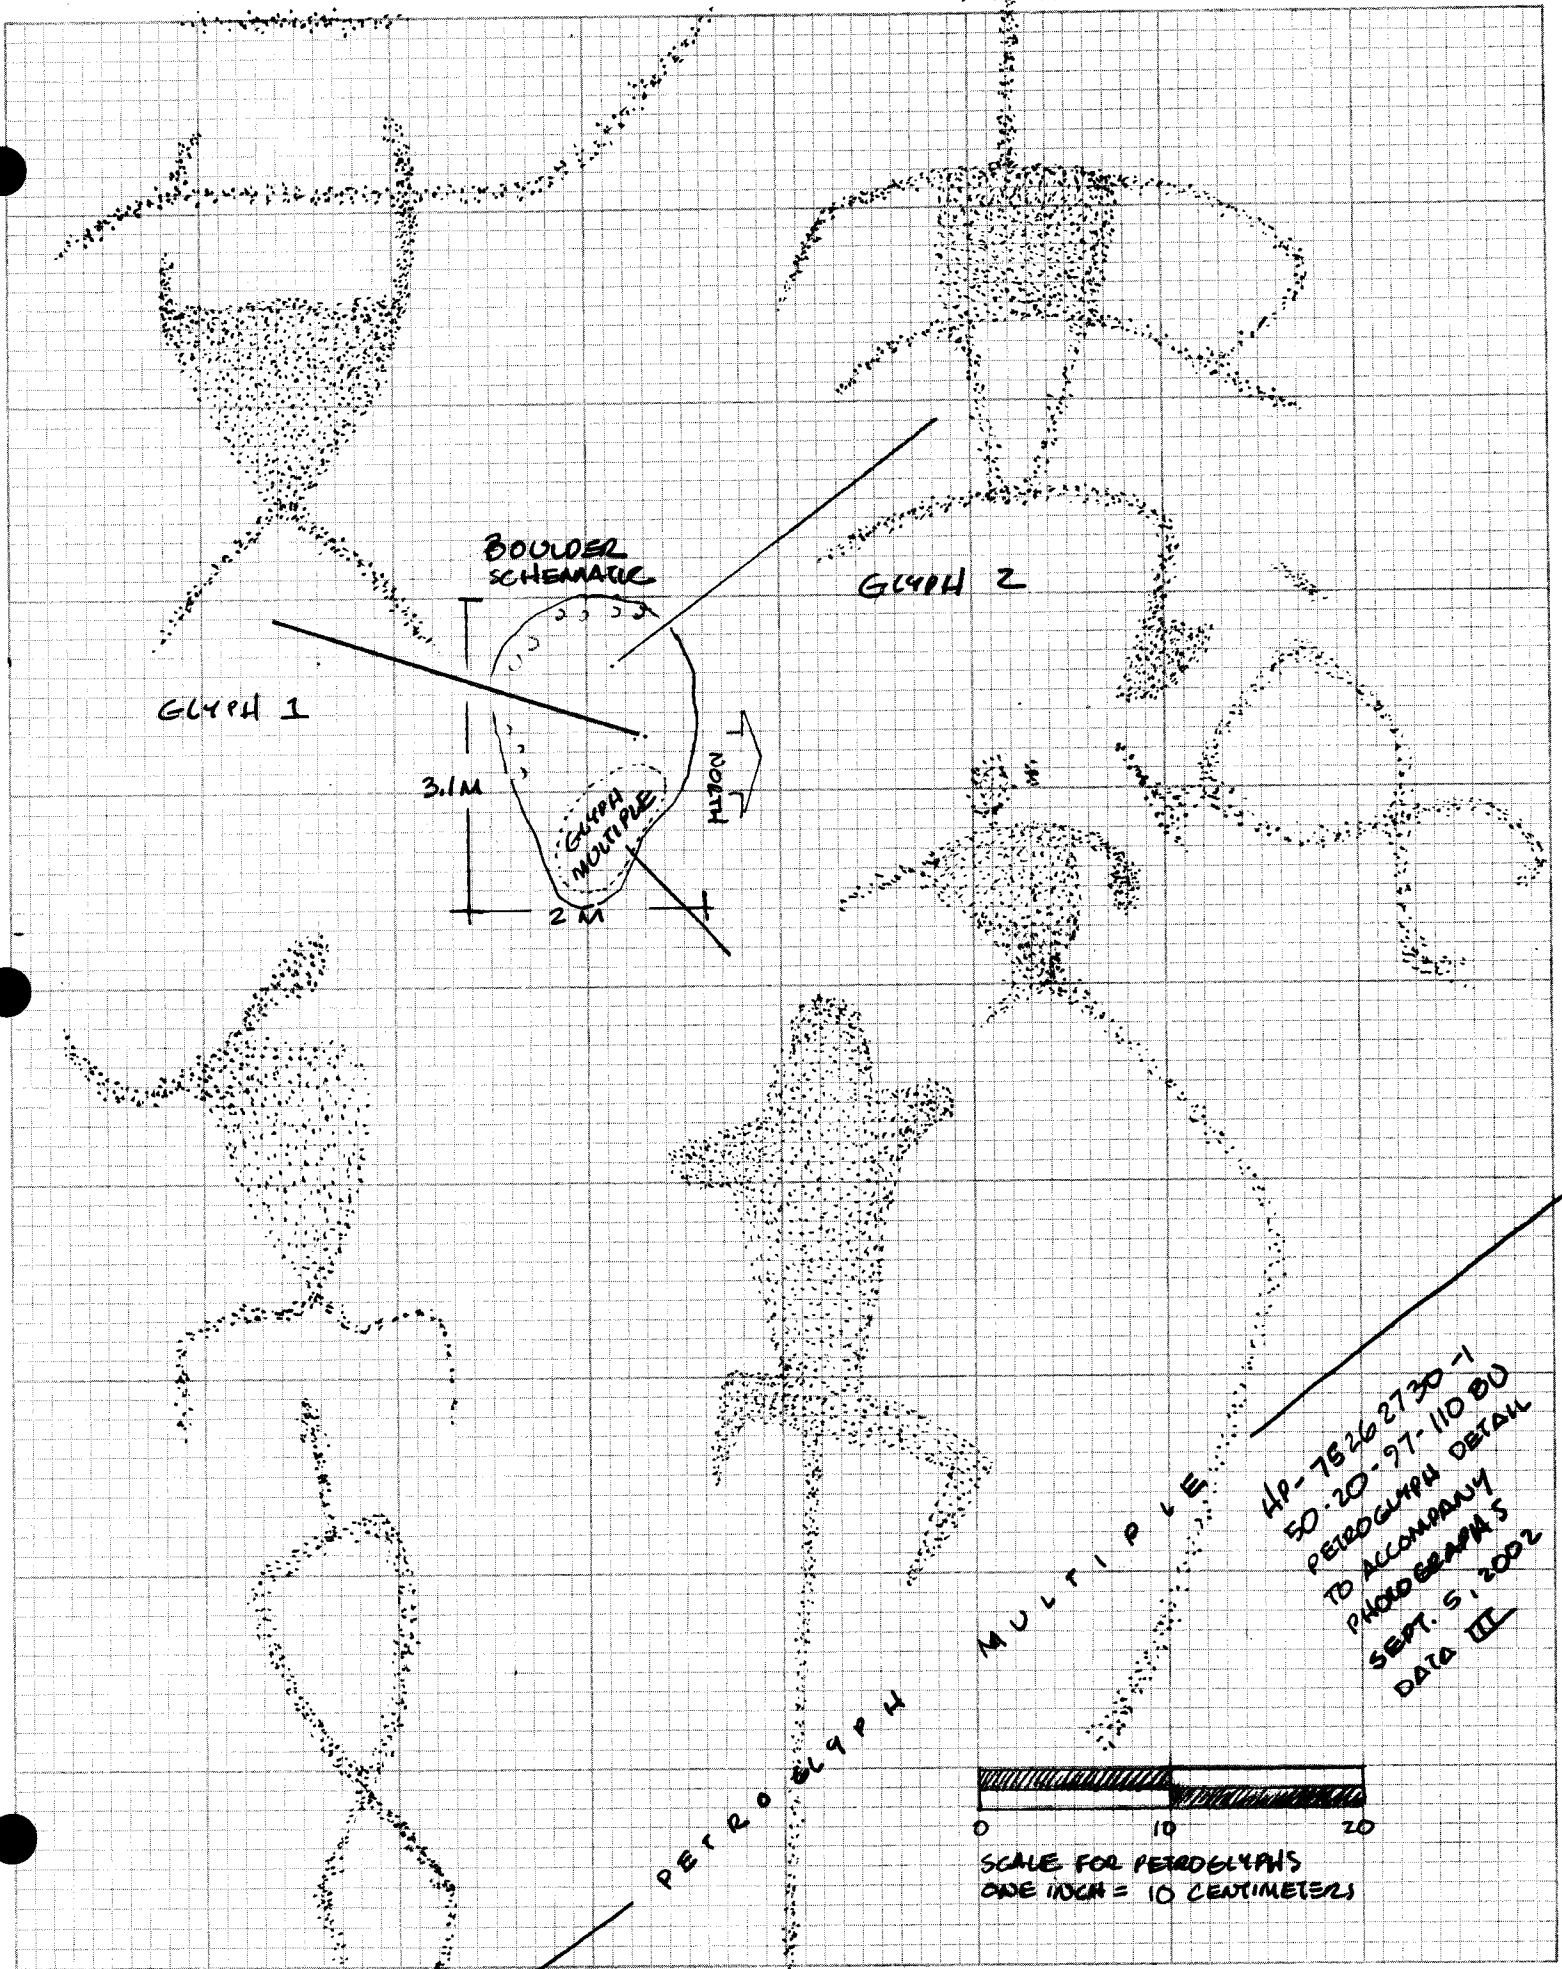 BOULDER
SCHEMATIC
GLYPH 2
GLYPH 1
3.1M
NORTH
GLYPH
MULTIPLE
2 M
PETROGLYPH MULTIPLE
HP-7526 2730-1
50-20-97-110 BU
PETROGLYPH DETAIL
TO ACCOMPANY
PHOTOGRAPHS
SEPT. 5, 2002
DATA III
0 10 20
SCALE FOR PETROGLYPHS
ONE INCH = 10 CENTIMETERS